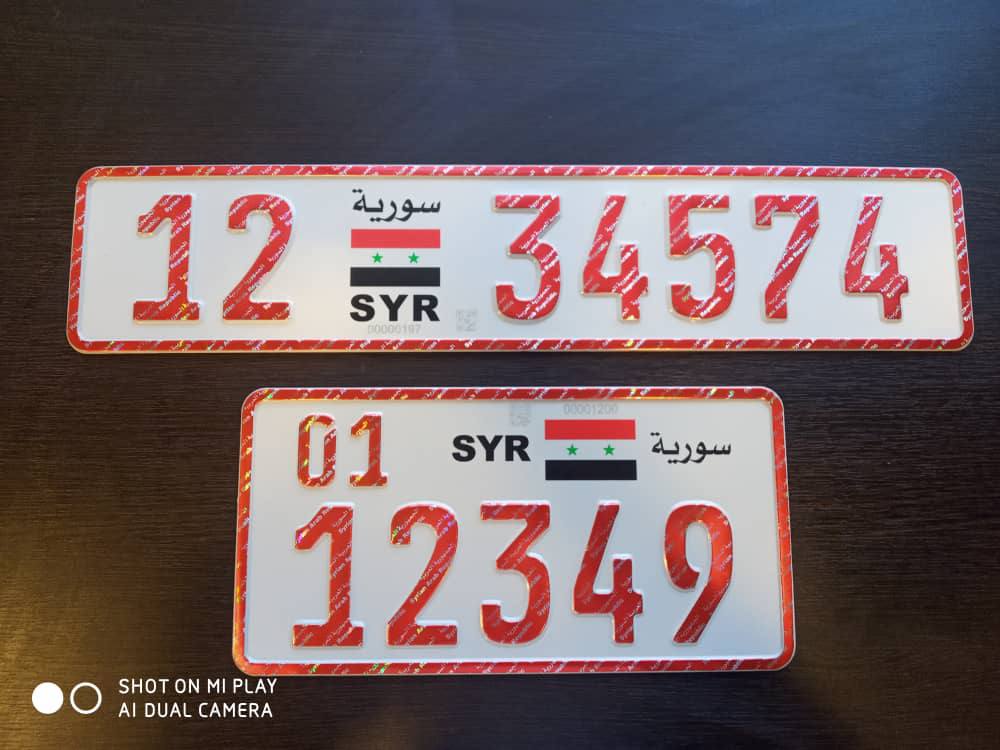 12 سورية 34574
SYR
00000197
00001200
01 SYR سورية
12349
SHOT ON MI PLAY
AI DUAL CAMERA